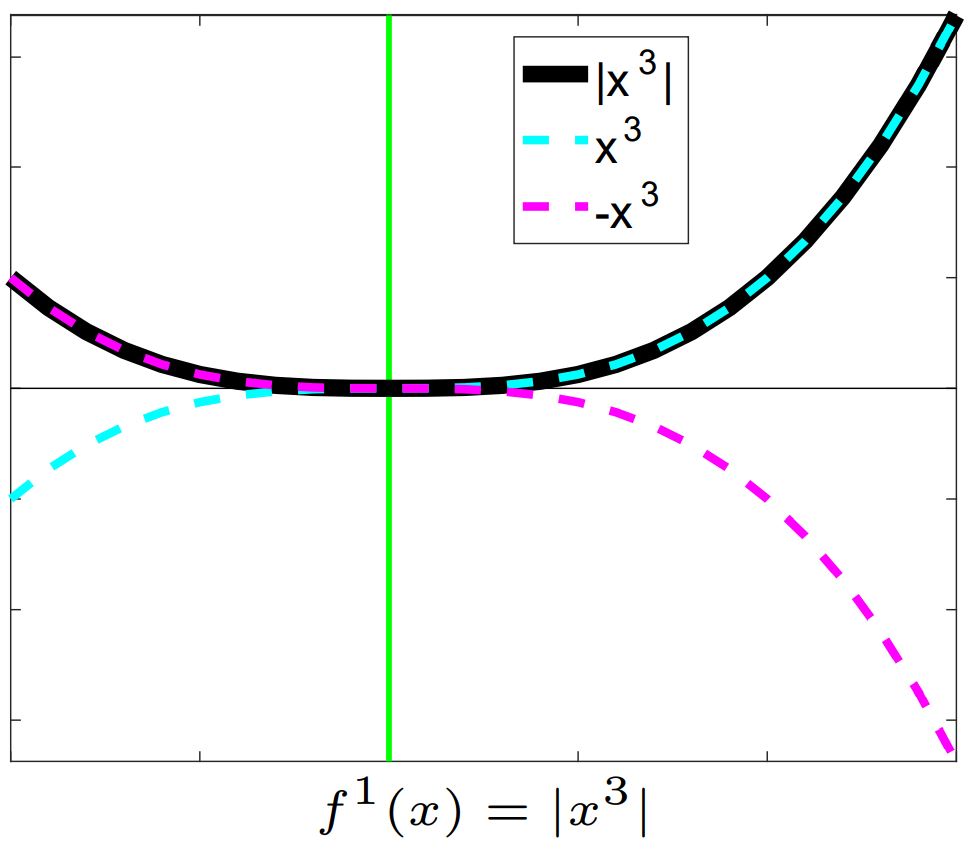 |x³|
x³
-x³
f¹(x) = |x³|